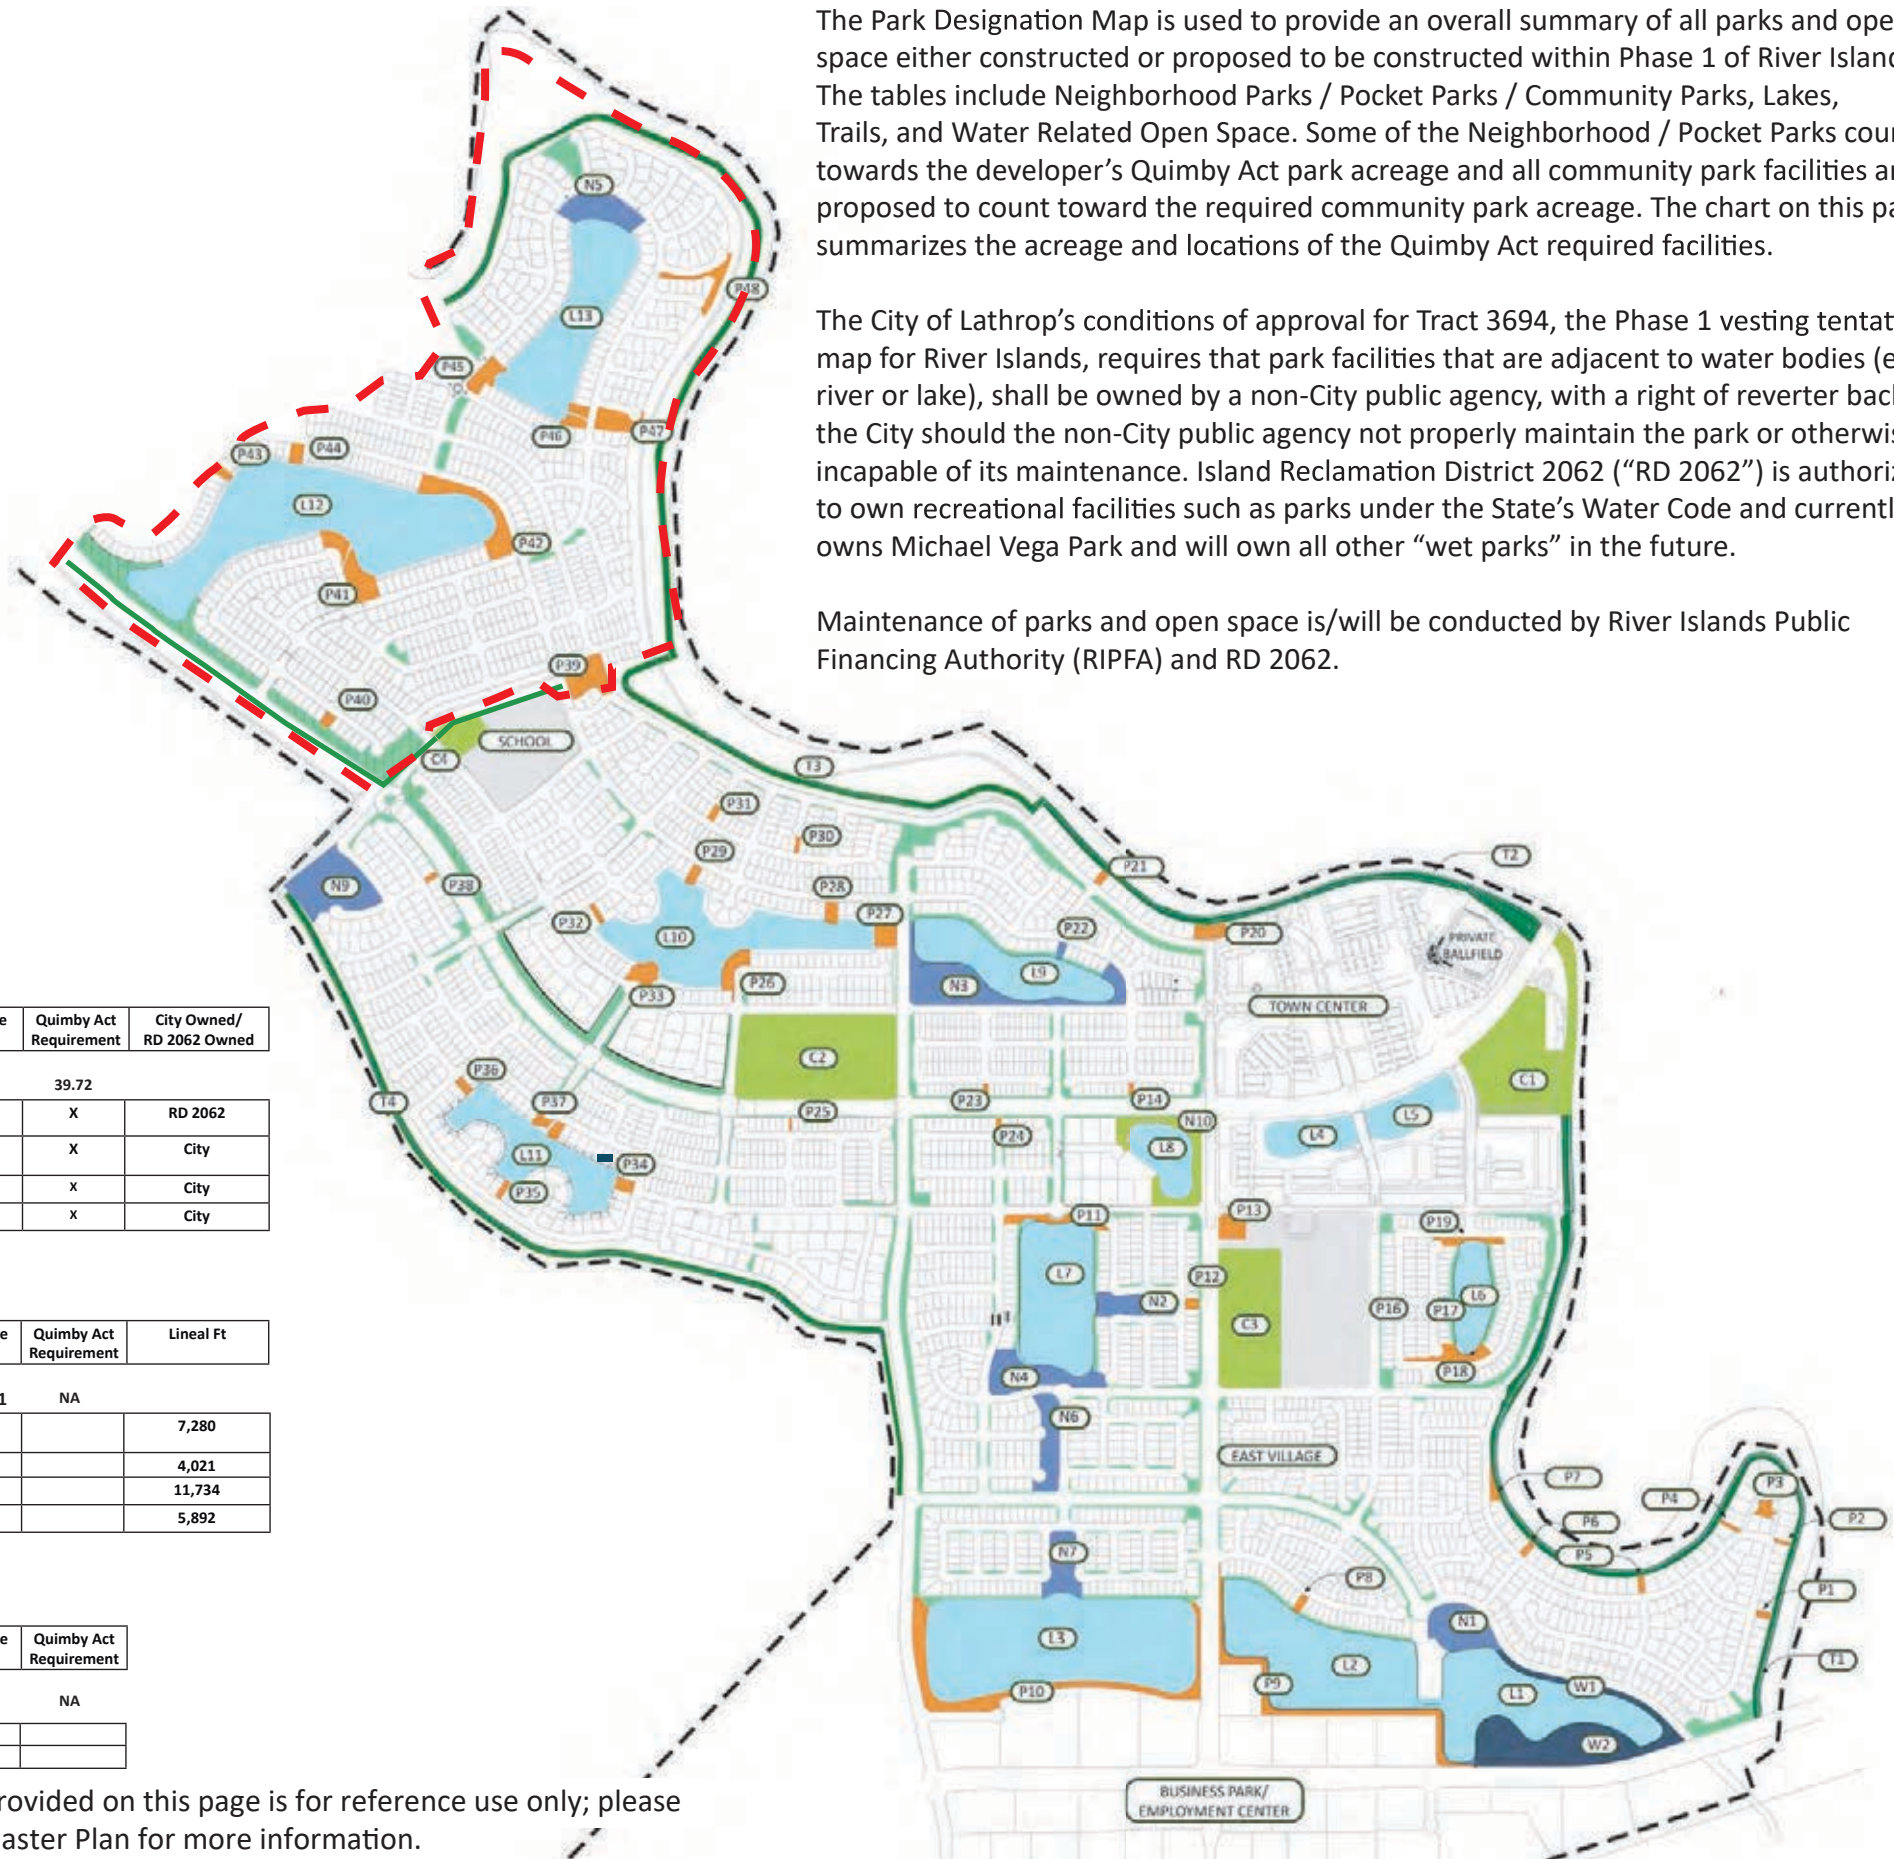 The Park Designation Map is used to provide an overall summary of all parks and ope
space either constructed or proposed to be constructed within Phase 1 of River Island
The tables include Neighborhood Parks / Pocket Parks / Community Parks, Lakes,
Trails, and Water Related Open Space. Some of the Neighborhood / Pocket Parks coun
towards the developer’s Quimby Act park acreage and all community park facilities ar
proposed to count toward the required community park acreage. The chart on this pa
summarizes the acreage and locations of the Quimby Act required facilities.
The City of Lathrop’s conditions of approval for Tract 3694, the Phase 1 vesting tentat
map for River Islands, requires that park facilities that are adjacent to water bodies (e
river or lake), shall be owned by a non-City public agency, with a right of reverter back
the City should the non-City public agency not properly maintain the park or otherwis
incapable of its maintenance. Island Reclamation District 2062 (“RD 2062”) is authoriz
to own recreational facilities such as parks under the State’s Water Code and currentl
owns Michael Vega Park and will own all other “wet parks” in the future.
Maintenance of parks and open space is/will be conducted by River Islands Public
Financing Authority (RIPFA) and RD 2062.
N5
P48
L13
P45
P46
P47
P43
P44
L12
P42
P41
P39
P40
SCHOOL
C4
T3
P31
P30
P29
P28
P27
P38
N9
P32
L10
P33
P26
P21
T2
P22
P20
L9
N3
PRIVATE
BALLFIELD
TOWN CENTER
C2
C1
P36
P37
T4
P25
P23
P14
P24
N10
L8
L4
L5
L11
P34
P35
P11
P13
P19
L7
P12
N2
C3
P16
P17
L6
P18
N4
N6
EAST VILLAGE
P7
P4
P3
P6
P2
P5
N7
P8
P1
N1
L3
L2
T1
P10
P9
L1
W1
W2
BUSINESS PARK/
EMPLOYMENT CENTER
e Quimby Act City Owned/
Requirement RD 2062 Owned
39.72
X RD 2062
X City
X City
X City
e Quimby Act Lineal Ft
Requirement
1 NA
7,280
4,021
11,734
5,892
e Quimby Act
Requirement
NA
rovided on this page is for reference use only; please
aster Plan for more information.